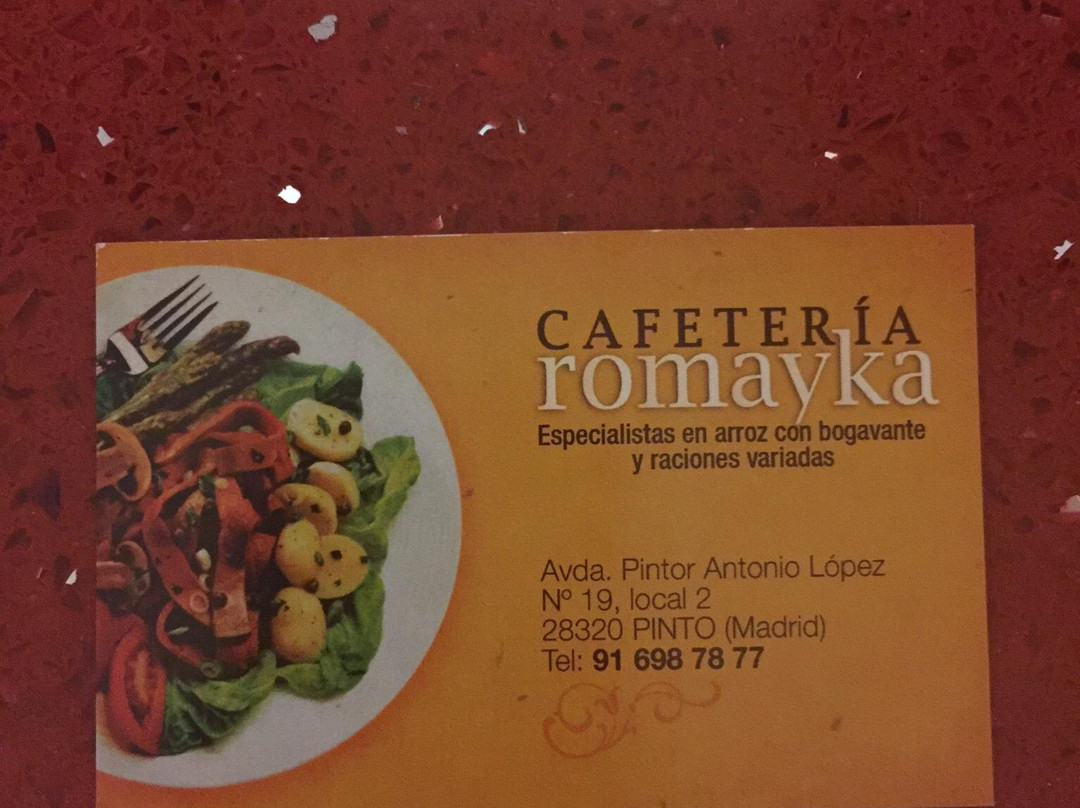 CAFETERÍA
romayka
Especialistas en arroz con bogavante
y raciones variadas
Avda. Pintor Antonio López
Nº 19, local 2
28320 PINTO (Madrid)
Tel: 91 698 78 77